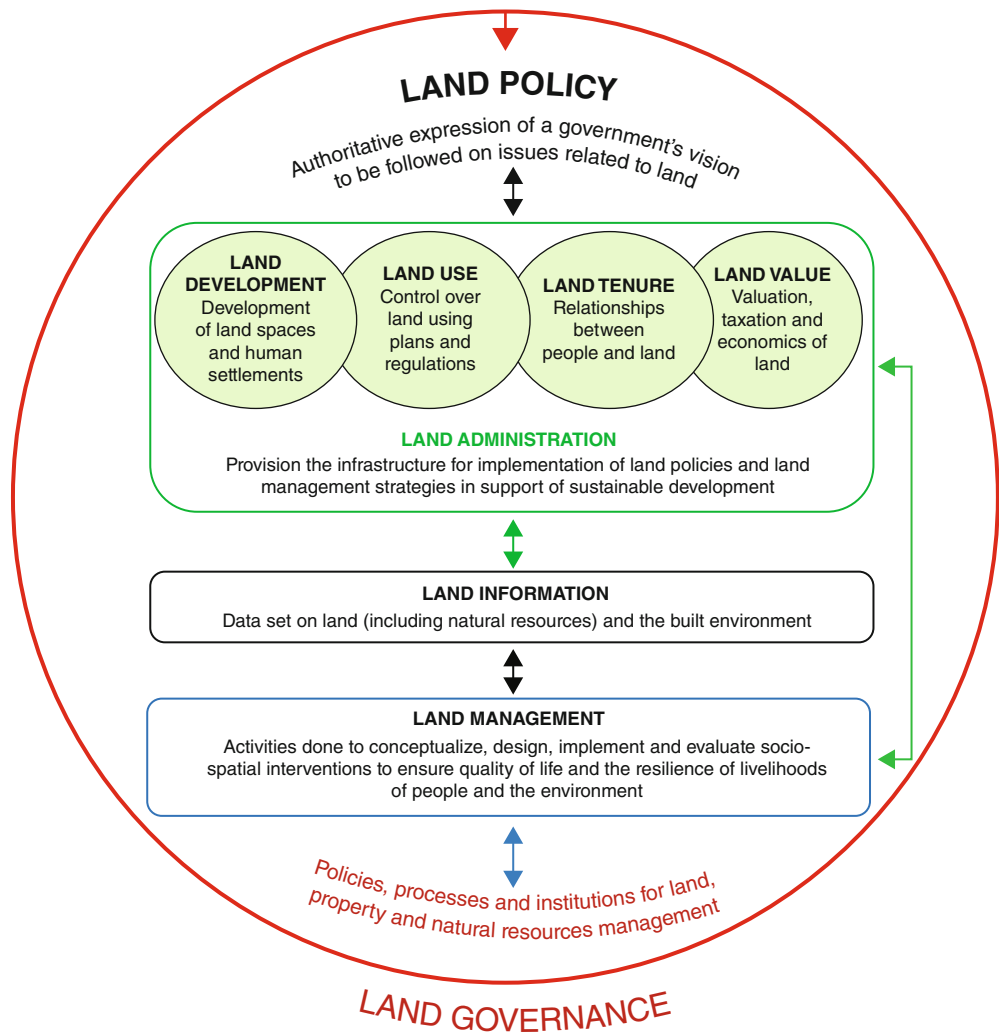 LAND POLICY
Authoritative expression of a government's vision
to be followed on issues related to land
LAND
DEVELOPMENT
Development
of land spaces
and human
settlements
LAND USE
Control over
land using
plans and
regulations
LAND TENURE
Relationships
between
people and land
LAND VALUE
Valuation,
taxation and
economics of
land
LAND ADMINISTRATION
Provision the infrastructure for implementation of land policies and land
management strategies in support of sustainable development
LAND INFORMATION
Data set on land (including natural resources) and the built environment
LAND MANAGEMENT
Activities done to conceptualize, design, implement and evaluate socio-
spatial interventions to ensure quality of life and the resilience of livelihoods
of people and the environment
Policies, processes and institutions for land,
property and natural resources management
LAND GOVERNANCE